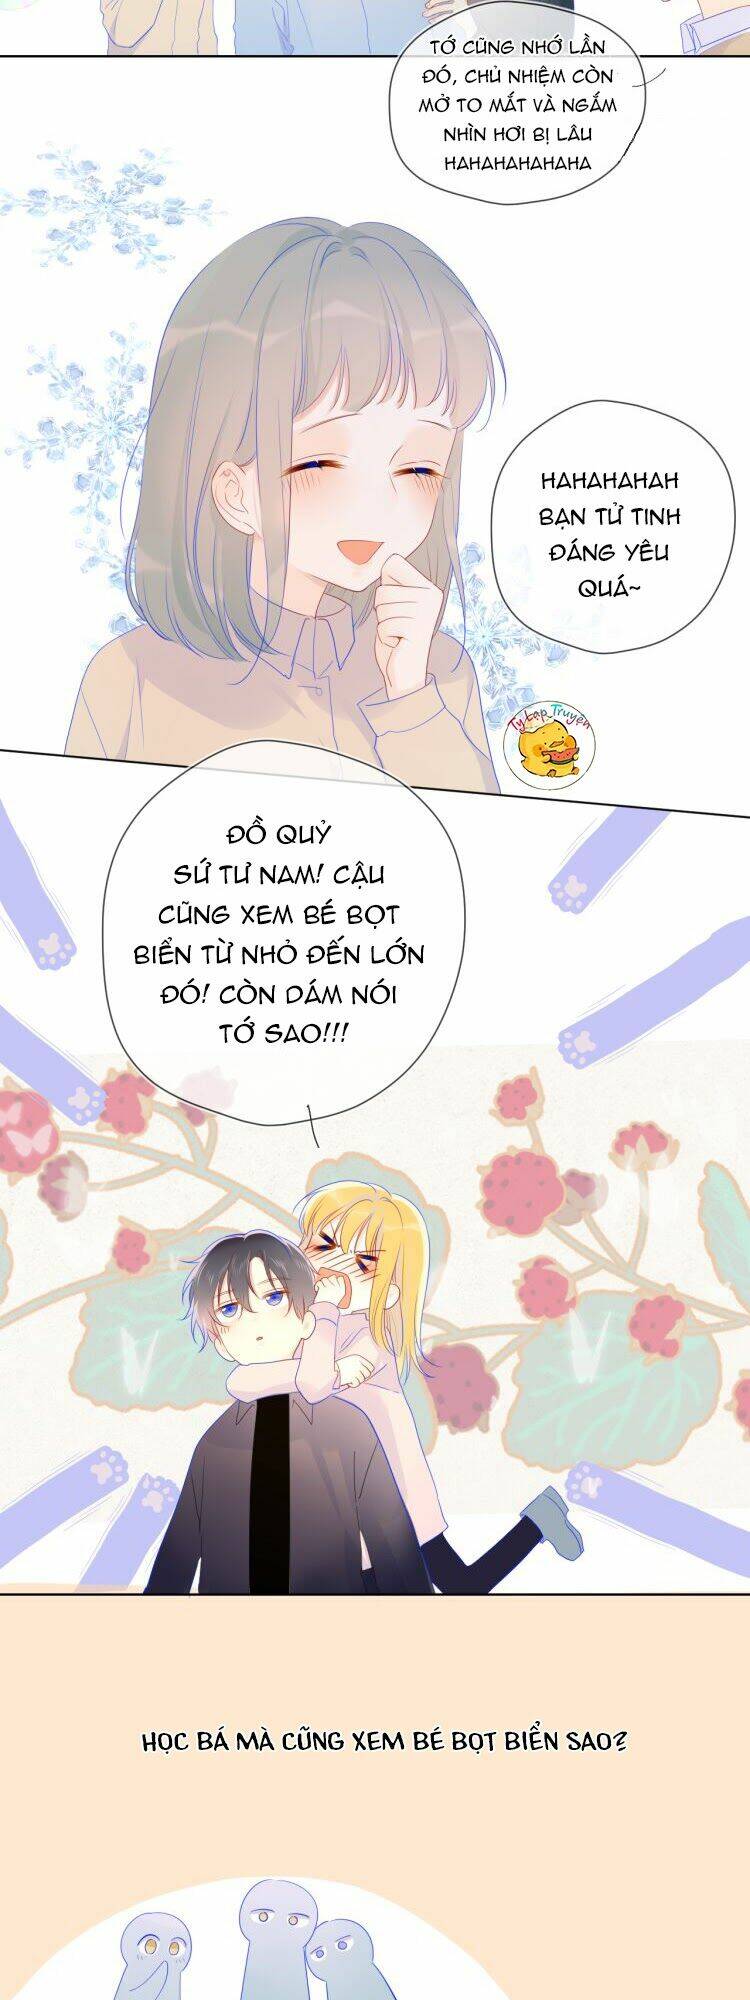 TỚ CŨNG NHỚ LẦN
ĐÓ, CHỦ NHIỆM CÒN
MỞ TO MẮT VÀ NGẮM
NHÌN HƠI BỊ LÂU
HAHAHAHAHAHA
HAHAHAHAH
BẠN TỬ TINH
ĐÁNG YÊU
QUÁ~
Ty Lạp Truyện
ĐỒ QUỶ
SỨ TƯ NAM! CẬU
CŨNG XEM BÉ BỌT
BIỂN TỪ NHỎ ĐẾN LỚN
ĐÓ! CÒN DÁM NÓI
TỚ SAO!!!
HỌC BÁ MÀ CŨNG XEM BÉ BỌT BIỂN SAO?